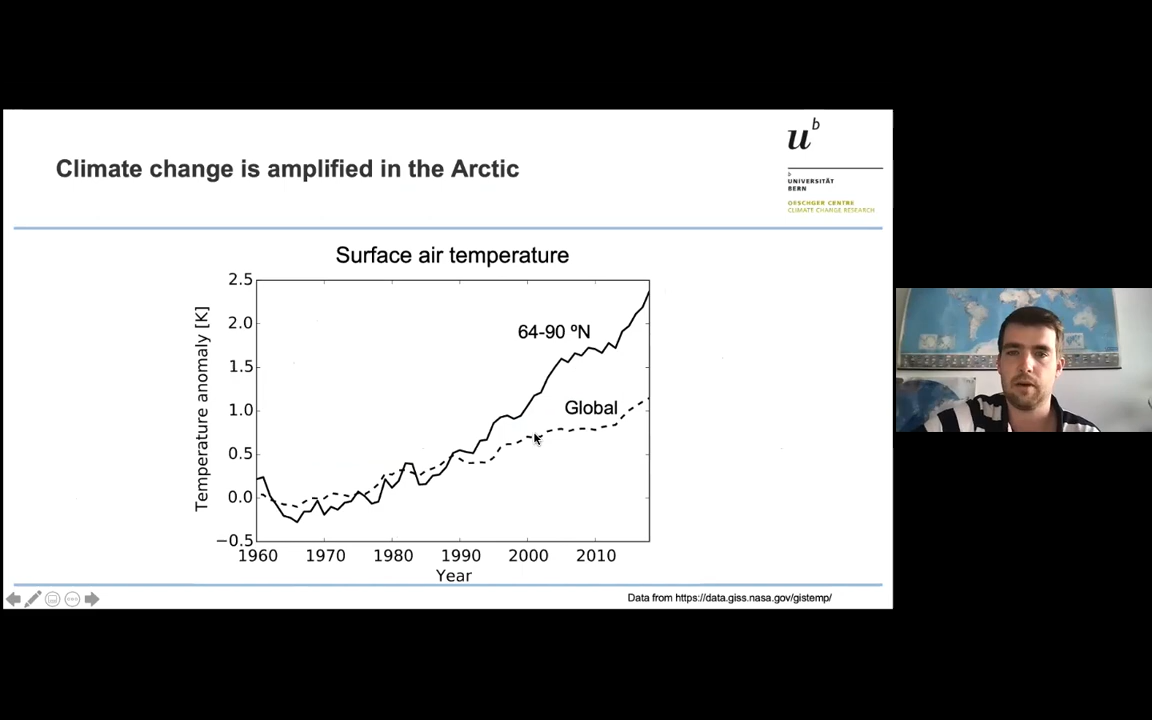 Climate change is amplified in the Arctic
u
b
b
UNIVERSITÄT
BERN
OESCHGER CENTRE
CLIMATE CHANGE RESEARCH
Surface air temperature
2.5
2.0
1.5
1.0
0.5
0.0
−0.5
Temperature anomaly [K]
64-90 ºN
Global
1960
1970
1980
1990
2000
2010
Year
Data from https://data.giss.nasa.gov/gistemp/